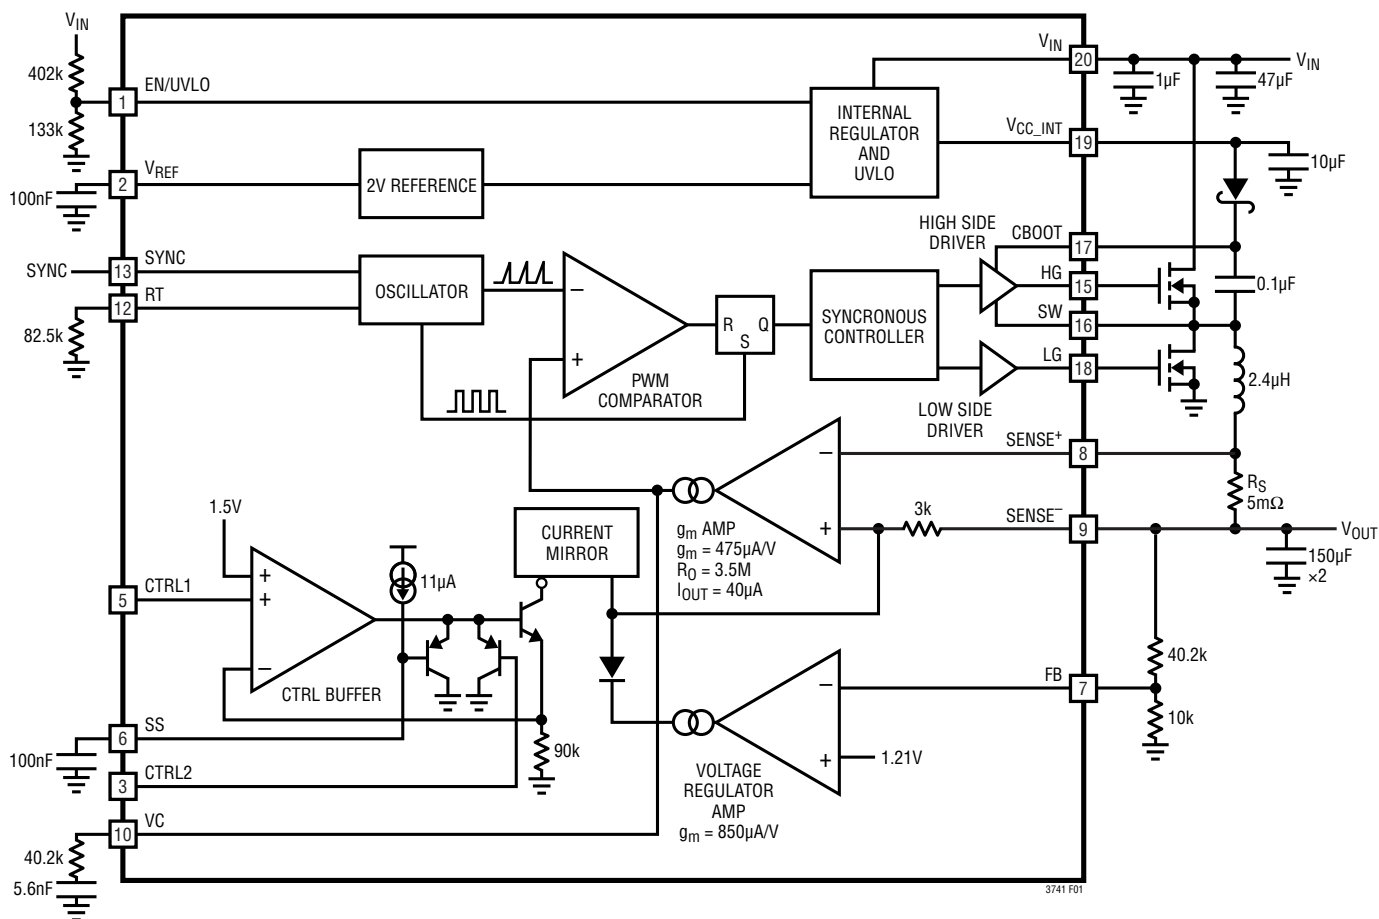 VIN
402k
1
EN/UVLO
133k
2
VREF
100nF
2V REFERENCE
INTERNAL
REGULATOR
AND
UVLO
VIN
20
1µF
47µF
VIN
VCC_INT
19
10µF
SYNC
13
SYNC
12
RT
82.5k
OSCILLATOR
–
+
PWM
COMPARATOR
R
Q
S
SYNCRONOUS
CONTROLLER
HIGH SIDE
DRIVER
LOW SIDE
DRIVER
CBOOT
17
HG
15
SW
16
LG
18
0.1µF
2.4µH
SENSE+
8
RS
5mΩ
SENSE–
9
VOUT
150µF
×2
3k
–
+
gm AMP
gm = 475µA/V
RO = 3.5M
IOUT = 40µA
CURRENT
MIRROR
1.5V
11µA
5
CTRL1
+
+
–
CTRL BUFFER
90k
6
SS
100nF
3
CTRL2
10
VC
40.2k
5.6nF
–
+
1.21V
VOLTAGE
REGULATOR
AMP
gm = 850µA/V
FB
7
40.2k
10k
3741 F01